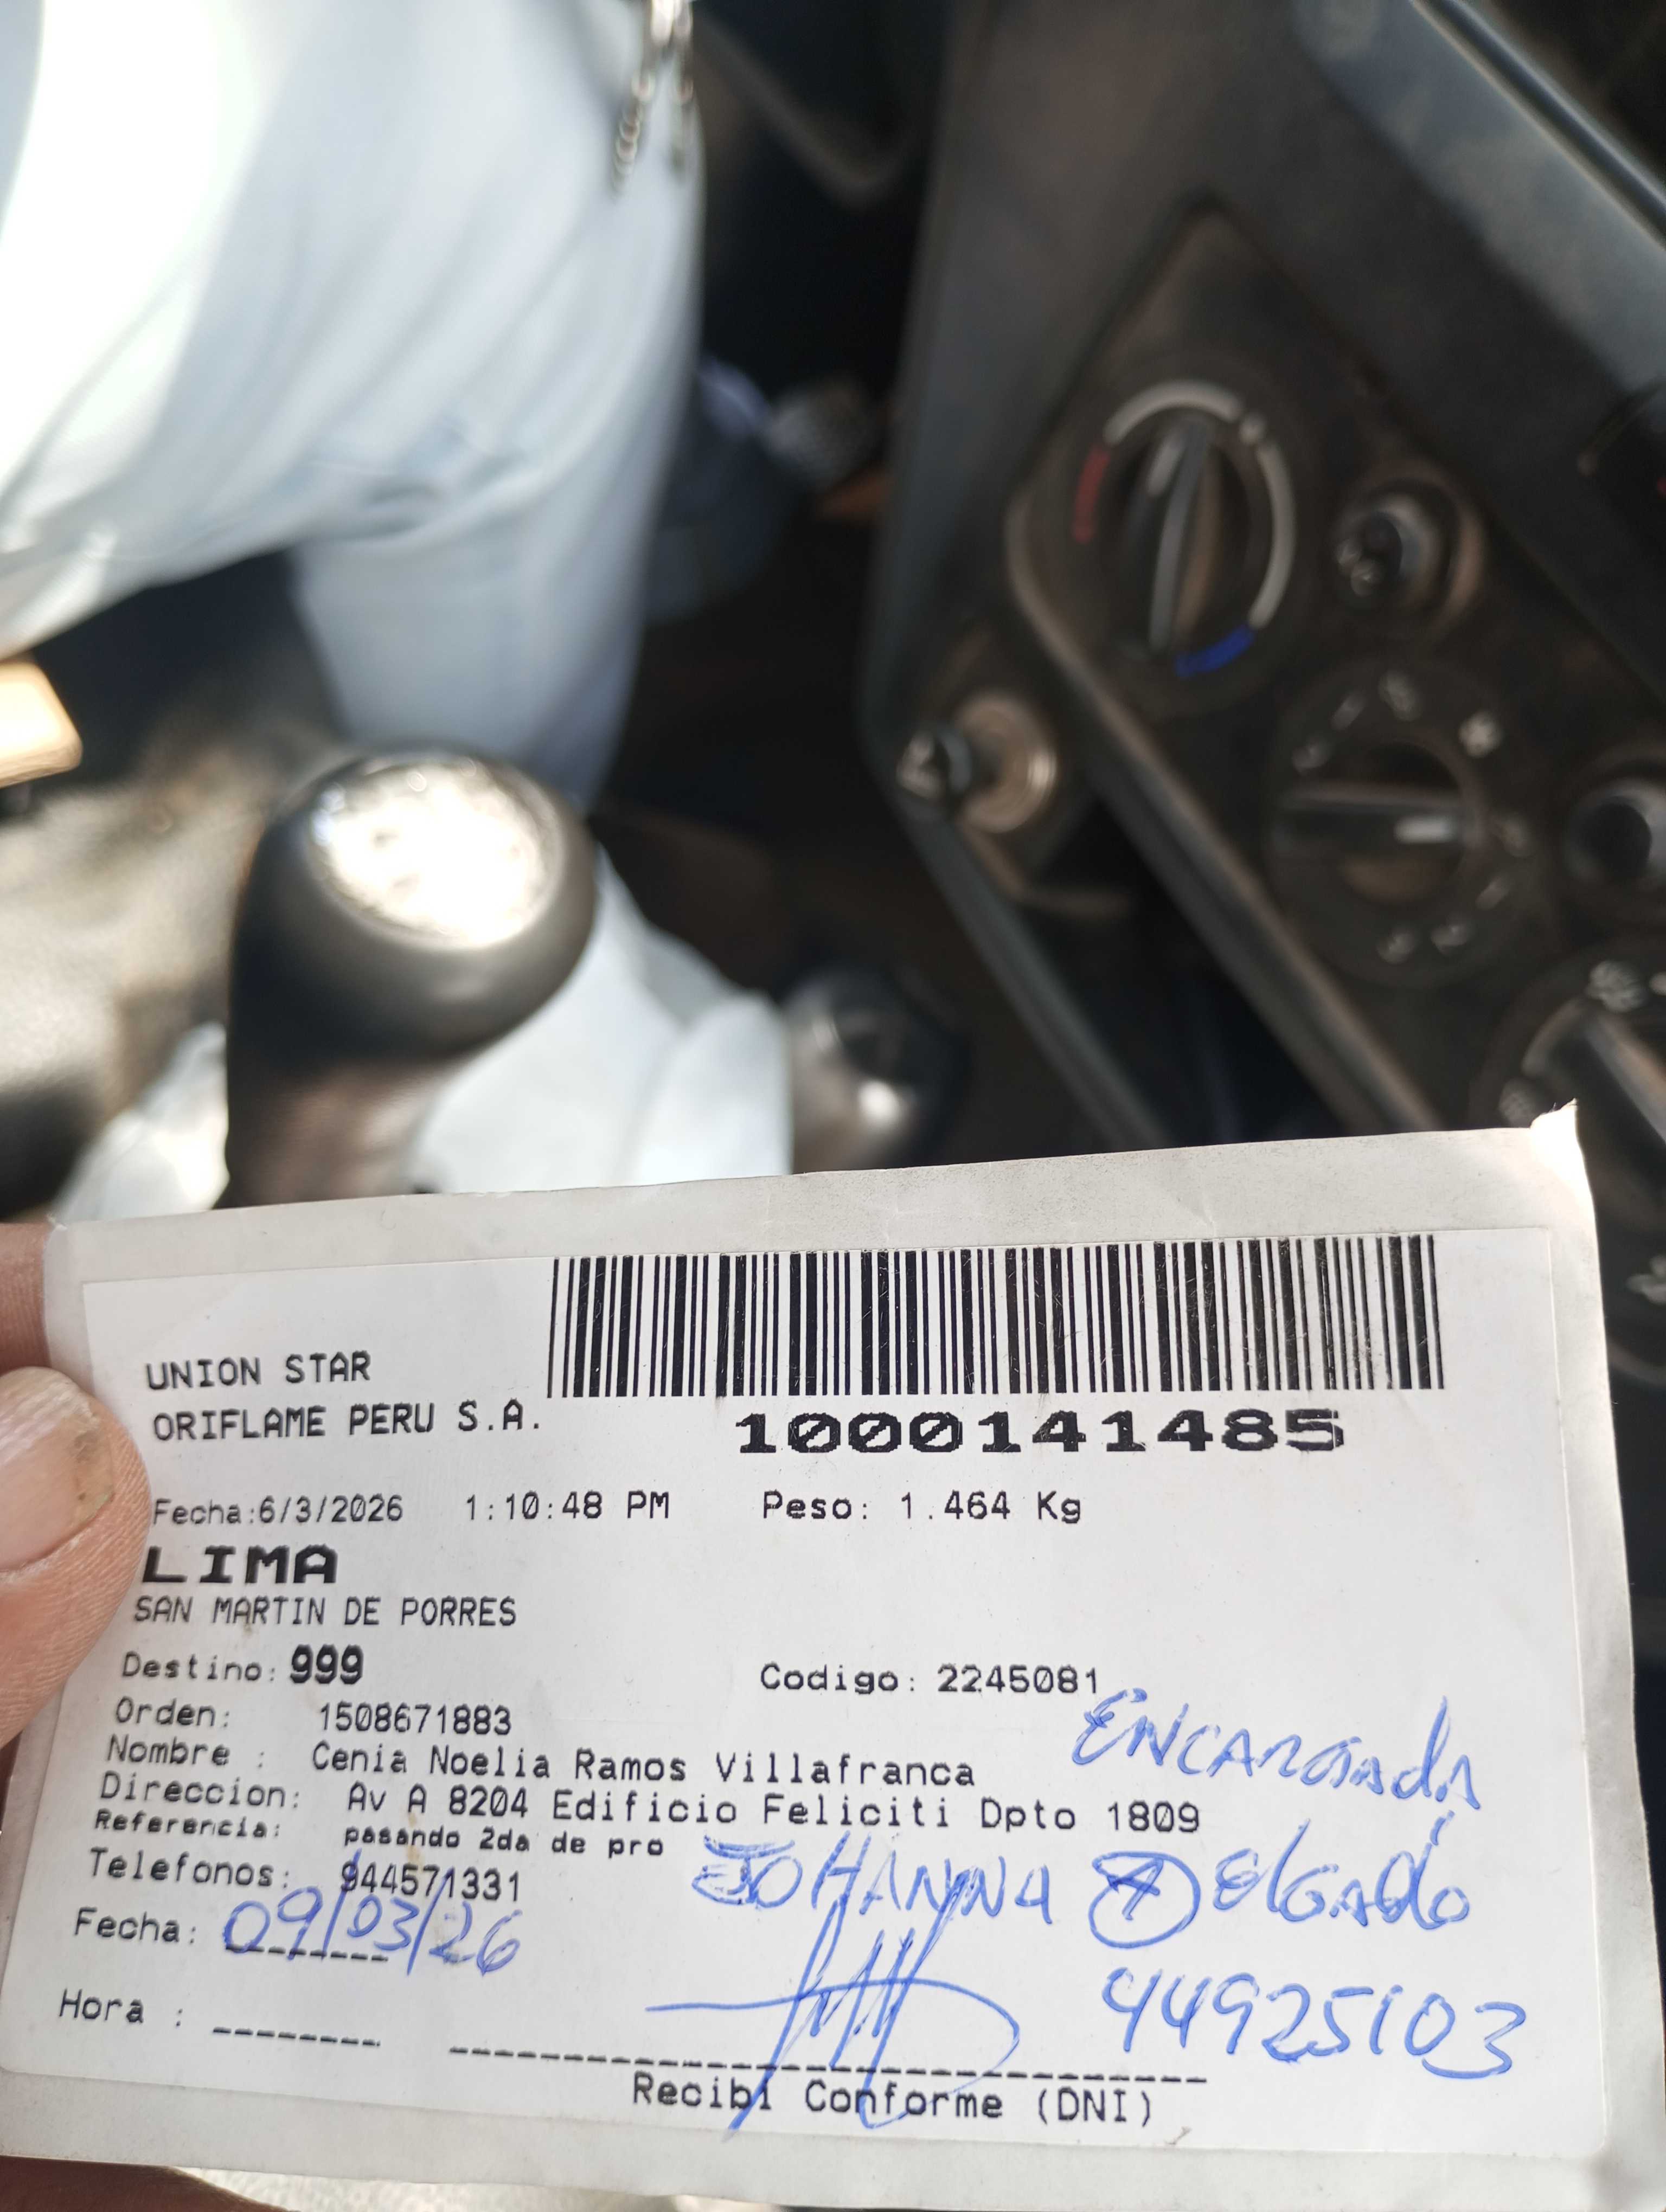 UNION STAR
ORIFLAME PERU S.A.
1000141485
Fecha:6/3/2026 1:10:48 PM Peso: 1.464 Kg
LIMA
SAN MARTIN DE PORRES
Destino: 999 Codigo: 2245081
Orden: 1508671883
ENCARGADA
Nombre : Cenia Noelia Ramos Villafranca
Direccion: Av A 8204 Edificio Feliciti Dpto 1809
Referencia: pasando 2da de pro
Telefonos: 944571331
JOHANNA Delgado
Fecha: 09/03/26
44925103
Hora :
Recibi Conforme (DNI)